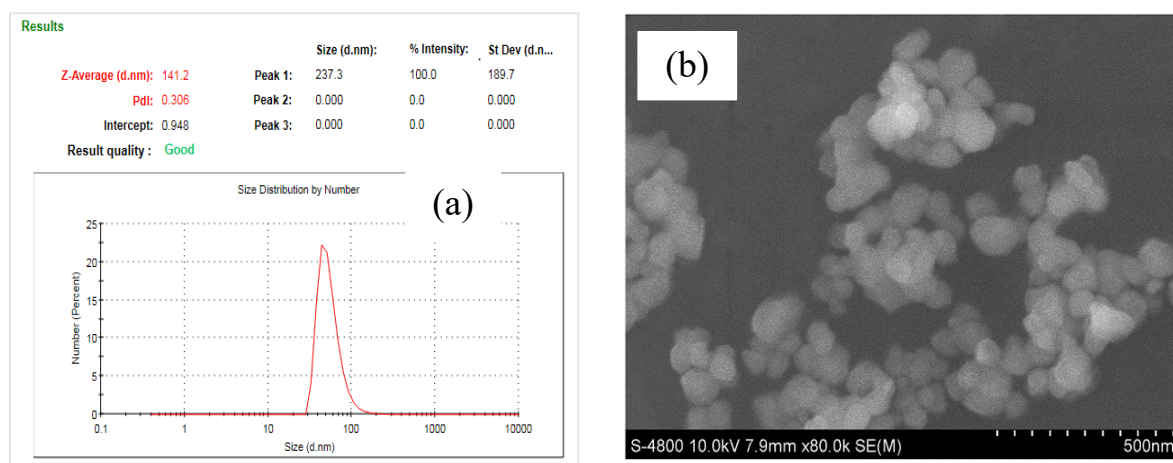 Results
Size (d.nm): % Intensity: St Dev (d.n...
Z-Average (d.nm): 141.2 Peak 1: 237.3 100.0 189.7
PdI: 0.306 Peak 2: 0.000 0.0 0.000
Intercept: 0.948 Peak 3: 0.000 0.0 0.000
Result quality : Good
Size Distribution by Number
(a)
Number (Percent)
25
20
15
10
5
0
0.1 1 10 100 1000 10000
Size (d.nm)
(b)
S-4800 10.0kV 7.9mm x80.0k SE(M) 500nm